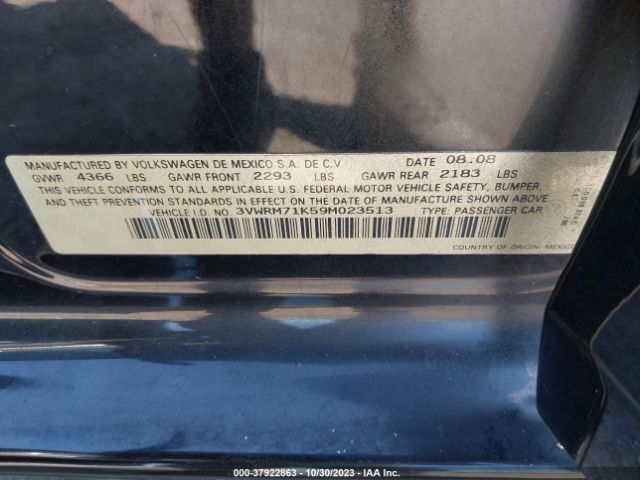 MANUFACTURED BY VOLKSWAGEN DE MEXICO S.A. DE C.V. DATE 08.08
GVWR 4366 LBS GAWR FRONT 2293 LBS GAWR REAR 2183 LBS
THIS VEHICLE CONFORMS TO ALL APPLICABLE U.S. FEDERAL MOTOR VEHICLE SAFETY, BUMPER,
AND THEFT PREVENTION STANDARDS IN EFFECT ON THE DATE OF MANUFACTURE SHOWN ABOVE.
VEHICLE I.D. NO. 3VWRM71K59M023513 TYPE: PASSENGER CAR
COUNTRY OF ORIGIN: MEXICO
000-37922863 - 10/30/2023 - IAA Inc.